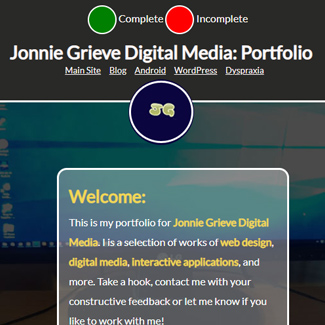 Complete Incomplete
Jonnie Grieve Digital Media: Portfolio
Main Site Blog Android WordPress Dyspraxia
JG
Welcome:
This is my portfolio for Jonnie Grieve Digital
Media. I is a selection of works of web design,
digital media, interactive applications, and
more. Take a hook, contact me with your
constructive feedback or let me know if you
like to work with me!